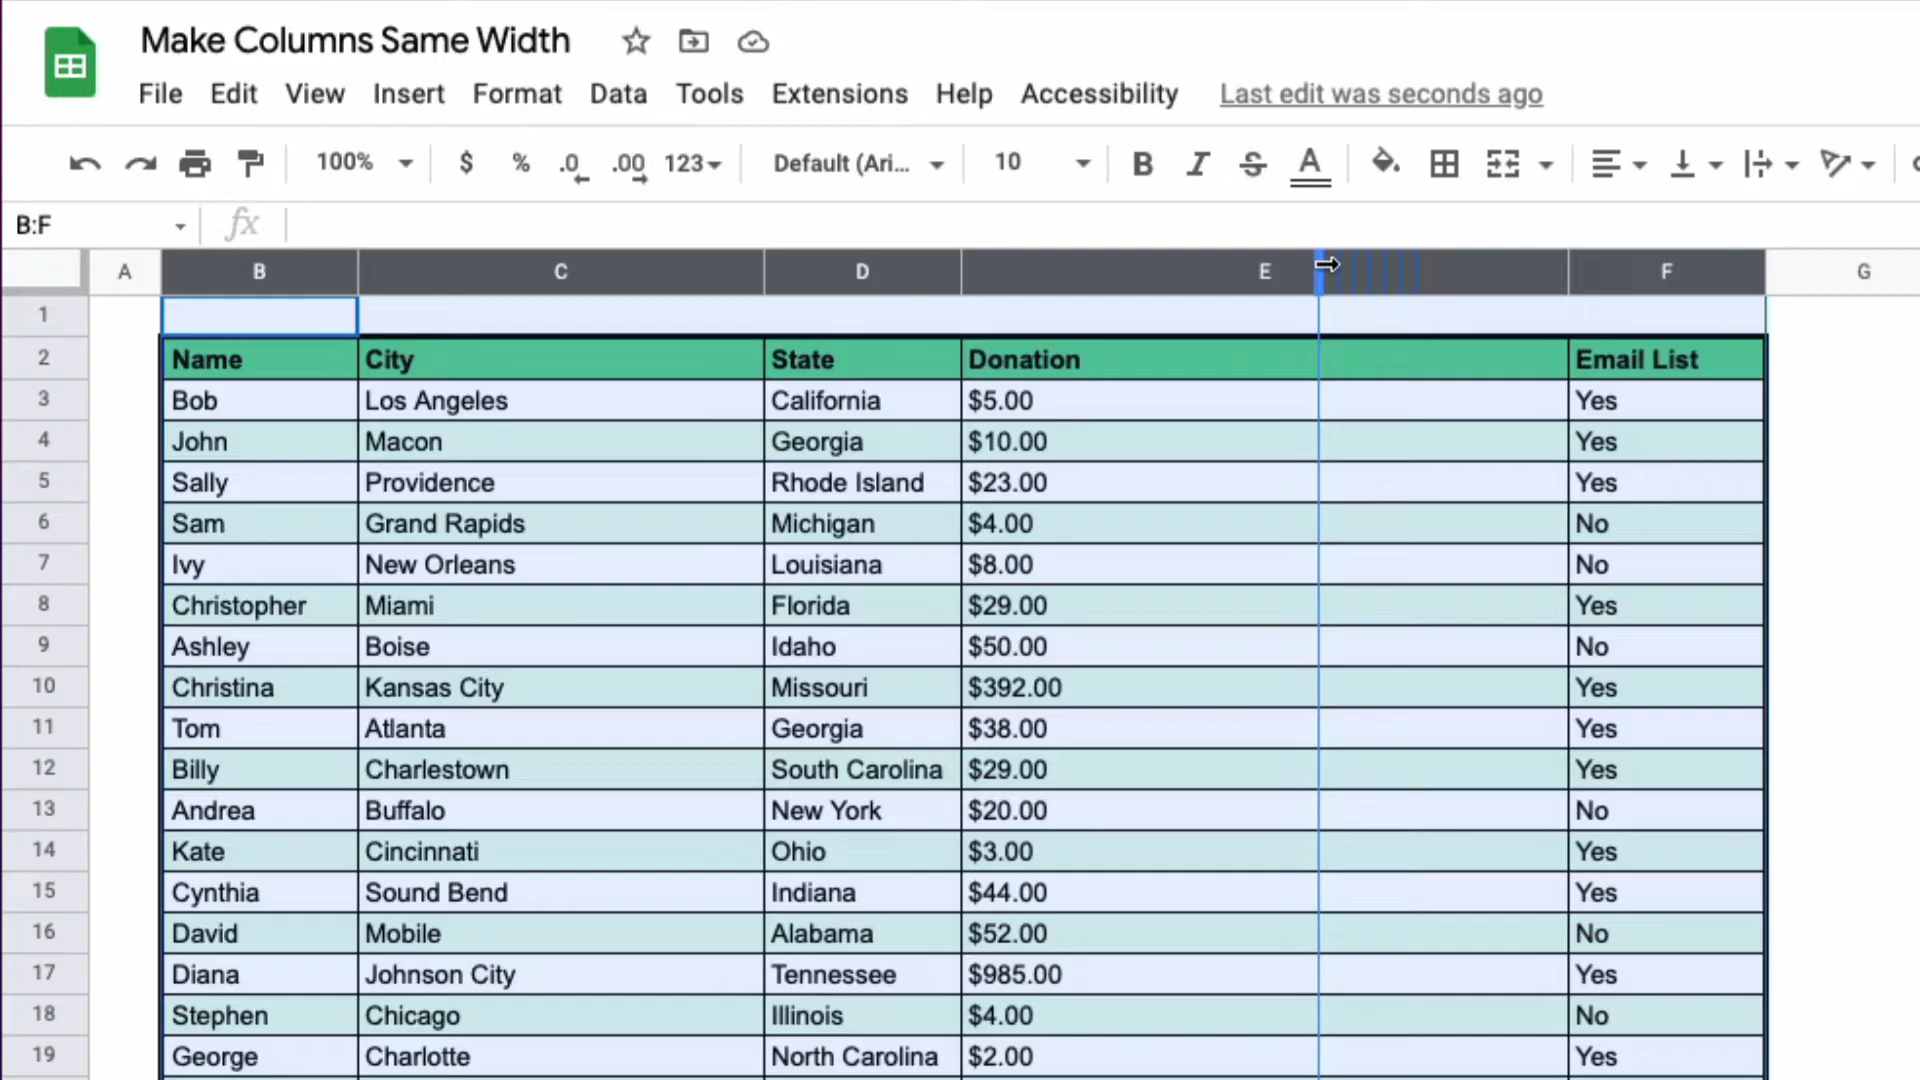 Make Columns Same Width
File Edit View Insert Format Data Tools Extensions Help Accessibility Last edit was seconds ago
100% $ % .0 .00 123 Default (Ari... 10 B I S A
B:F fx
A B C D E F G
1
2 Name City State Donation Email List
3 Bob Los Angeles California $5.00 Yes
4 John Macon Georgia $10.00 Yes
5 Sally Providence Rhode Island $23.00 Yes
6 Sam Grand Rapids Michigan $4.00 No
7 Ivy New Orleans Louisiana $8.00 No
8 Christopher Miami Florida $29.00 Yes
9 Ashley Boise Idaho $50.00 No
10 Christina Kansas City Missouri $392.00 Yes
11 Tom Atlanta Georgia $38.00 Yes
12 Billy Charlestown South Carolina $29.00 Yes
13 Andrea Buffalo New York $20.00 No
14 Kate Cincinnati Ohio $3.00 Yes
15 Cynthia Sound Bend Indiana $44.00 Yes
16 David Mobile Alabama $52.00 No
17 Diana Johnson City Tennessee $985.00 Yes
18 Stephen Chicago Illinois $4.00 No
19 George Charlotte North Carolina $2.00 Yes